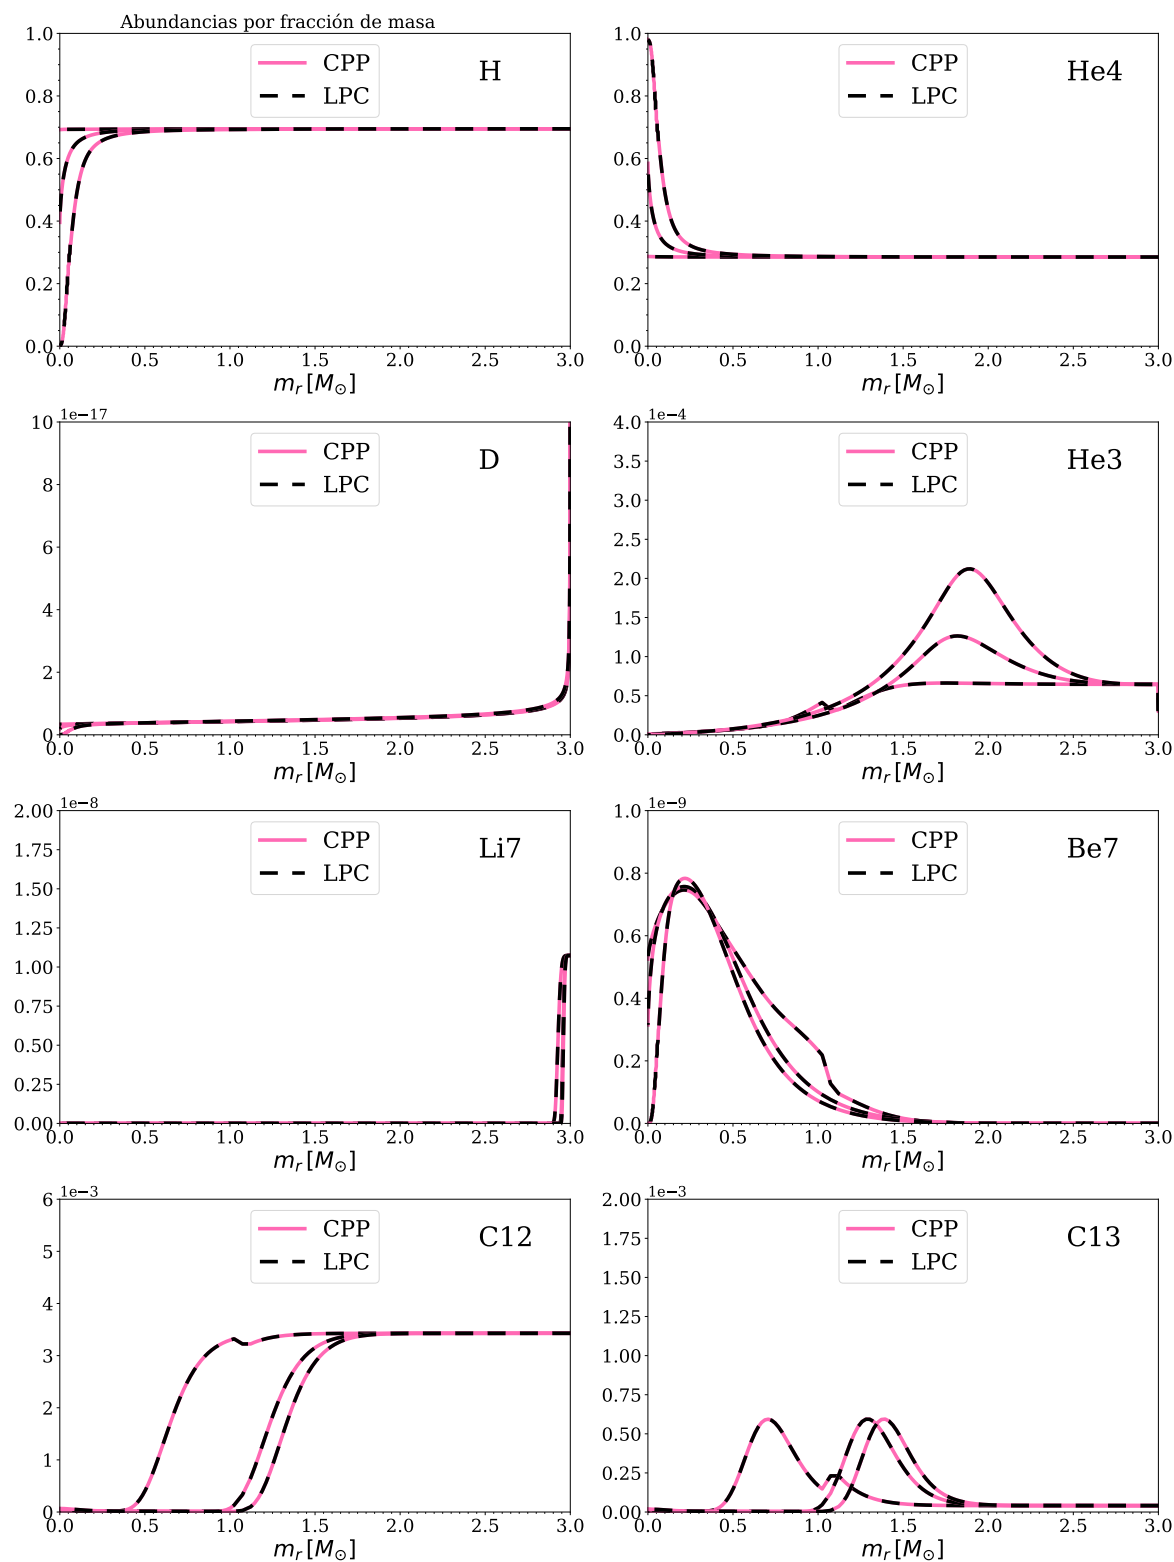 Abundancias por fracción de masa
1.0
0.8
0.6
0.4
0.2
0.0
CPP
LPC
H
0.0 0.5 1.0 1.5 2.0 2.5 3.0
m_r [M_⊙]
1.0
0.8
0.6
0.4
0.2
0.0
CPP
LPC
He4
0.0 0.5 1.0 1.5 2.0 2.5 3.0
m_r [M_⊙]
1e−17
10
8
6
4
2
0
CPP
LPC
D
0.0 0.5 1.0 1.5 2.0 2.5 3.0
m_r [M_⊙]
1e−4
4.0
3.5
3.0
2.5
2.0
1.5
1.0
0.5
0.0
CPP
LPC
He3
0.0 0.5 1.0 1.5 2.0 2.5 3.0
m_r [M_⊙]
1e−8
2.00
1.75
1.50
1.25
1.00
0.75
0.50
0.25
0.00
CPP
LPC
Li7
0.0 0.5 1.0 1.5 2.0 2.5 3.0
m_r [M_⊙]
1e−9
1.0
0.8
0.6
0.4
0.2
0.0
CPP
LPC
Be7
0.0 0.5 1.0 1.5 2.0 2.5 3.0
m_r [M_⊙]
1e−3
6
5
4
3
2
1
0
CPP
LPC
C12
0.0 0.5 1.0 1.5 2.0 2.5 3.0
m_r [M_⊙]
1e−3
2.00
1.75
1.50
1.25
1.00
0.75
0.50
0.25
0.00
CPP
LPC
C13
0.0 0.5 1.0 1.5 2.0 2.5 3.0
m_r [M_⊙]